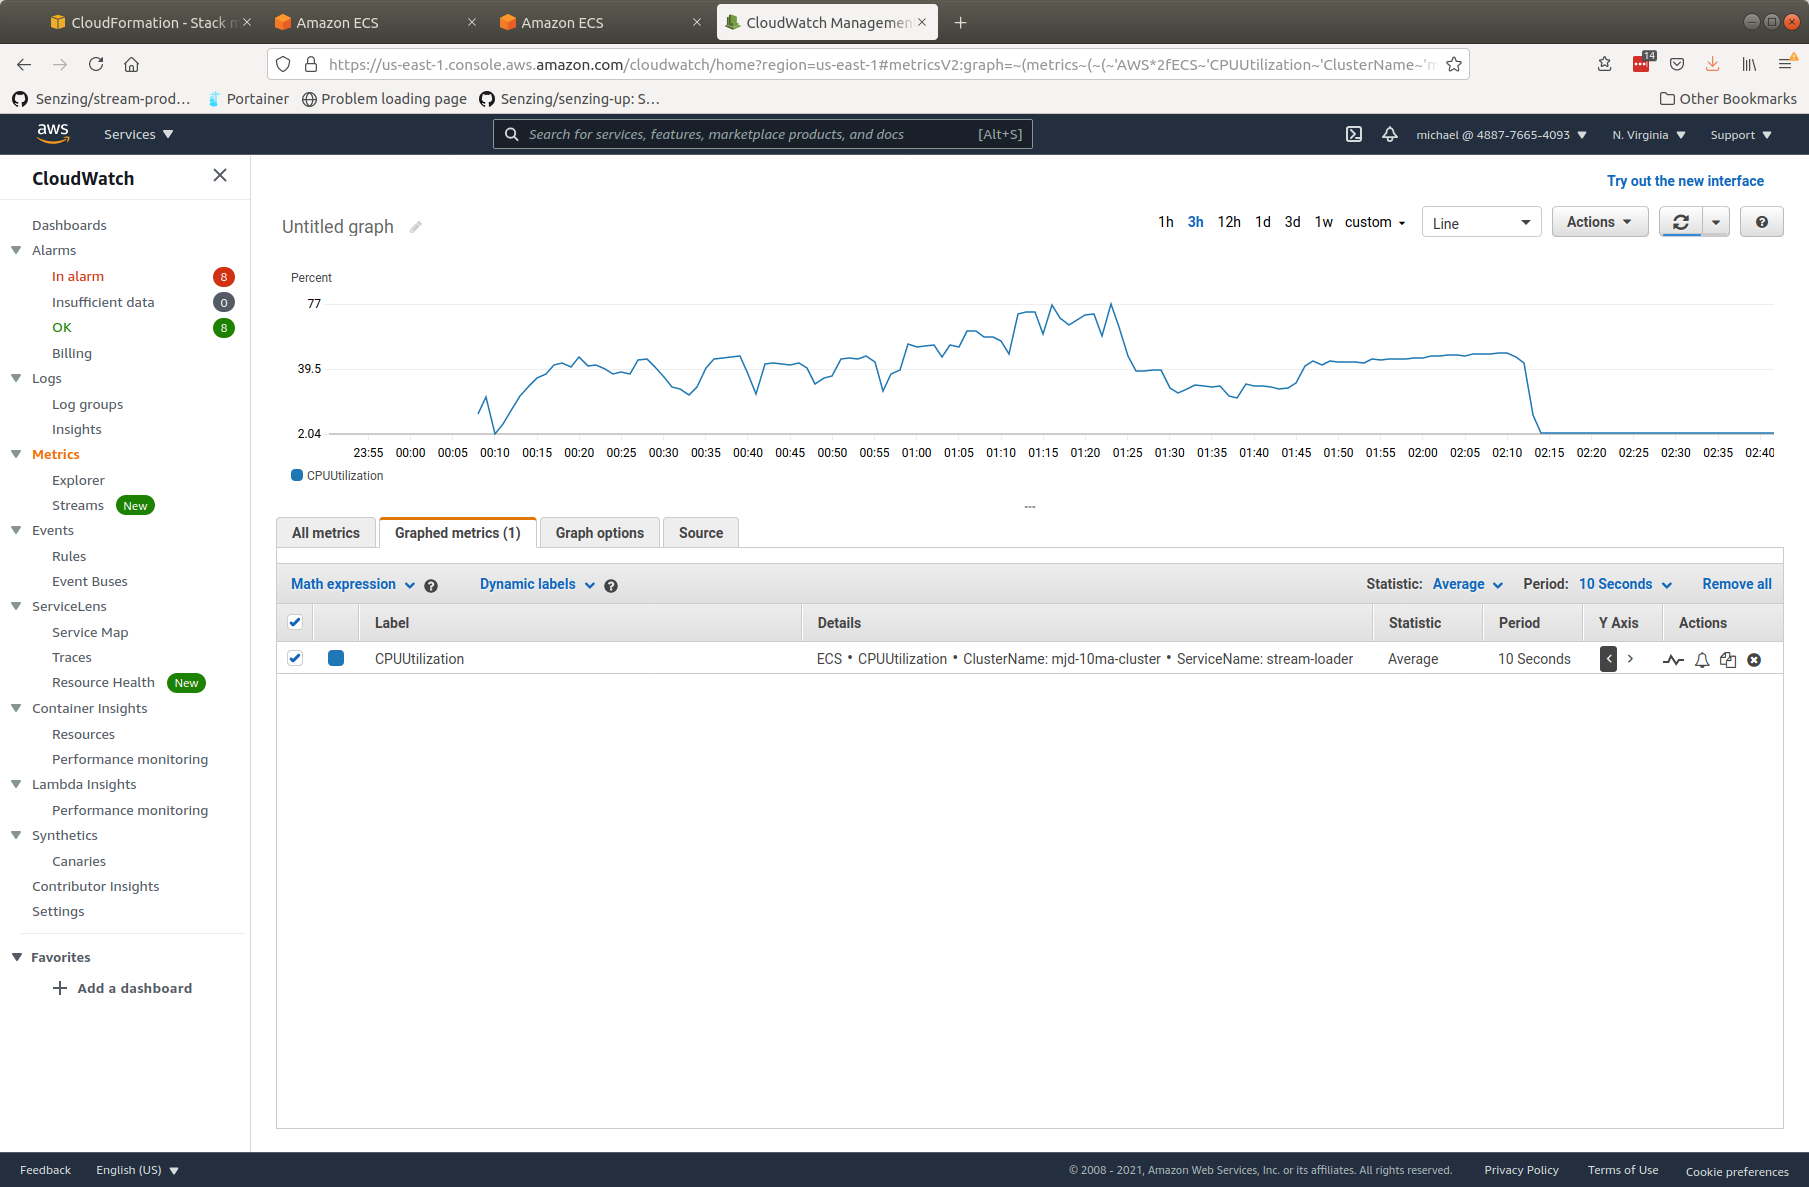 CloudFormation - Stack
Amazon ECS
Amazon ECS
CloudWatch Managemen
https://us-east-1.console.aws.amazon.com/cloudwatch/home?region=us-east-1#metricsV2:graph=~(metrics~(~(~'AWS*2fECS~'CPUUtilization~'ClusterName~'m
14
Senzing/stream-prod…
Portainer
Problem loading page
Senzing/senzing-up: S…
Other Bookmarks
aws
Services
Search for services, features, marketplace products, and docs
[Alt+S]
michael @ 4887-7665-4093
N. Virginia
Support
CloudWatch
Dashboards
Alarms
In alarm 8
Insufficient data 0
OK 8
Billing
Logs
Log groups
Insights
Metrics
Explorer
Streams New
Events
Rules
Event Buses
ServiceLens
Service Map
Traces
Resource Health New
Container Insights
Resources
Performance monitoring
Lambda Insights
Performance monitoring
Synthetics
Canaries
Contributor Insights
Settings
Favorites
Add a dashboard
Try out the new interface
Untitled graph
1h 3h 12h 1d 3d 1w custom
Line
Actions
Percent
77
39.5
2.04
23:55 00:00 00:05 00:10 00:15 00:20 00:25 00:30 00:35 00:40 00:45 00:50 00:55 01:00 01:05 01:10 01:15 01:20 01:25 01:30 01:35 01:40 01:45 01:50 01:55 02:00 02:05 02:10 02:15 02:20 02:25 02:30 02:35 02:40
CPUUtilization
All metrics
Graphed metrics (1)
Graph options
Source
Math expression
Dynamic labels
Statistic: Average
Period: 10 Seconds
Remove all
Label Details Statistic Period Y Axis Actions
CPUUtilization ECS • CPUUtilization • ClusterName: mjd-10ma-cluster • ServiceName: stream-loader Average 10 Seconds
Feedback
English (US)
© 2008 - 2021, Amazon Web Services, Inc. or its affiliates. All rights reserved.
Privacy Policy
Terms of Use
Cookie preferences